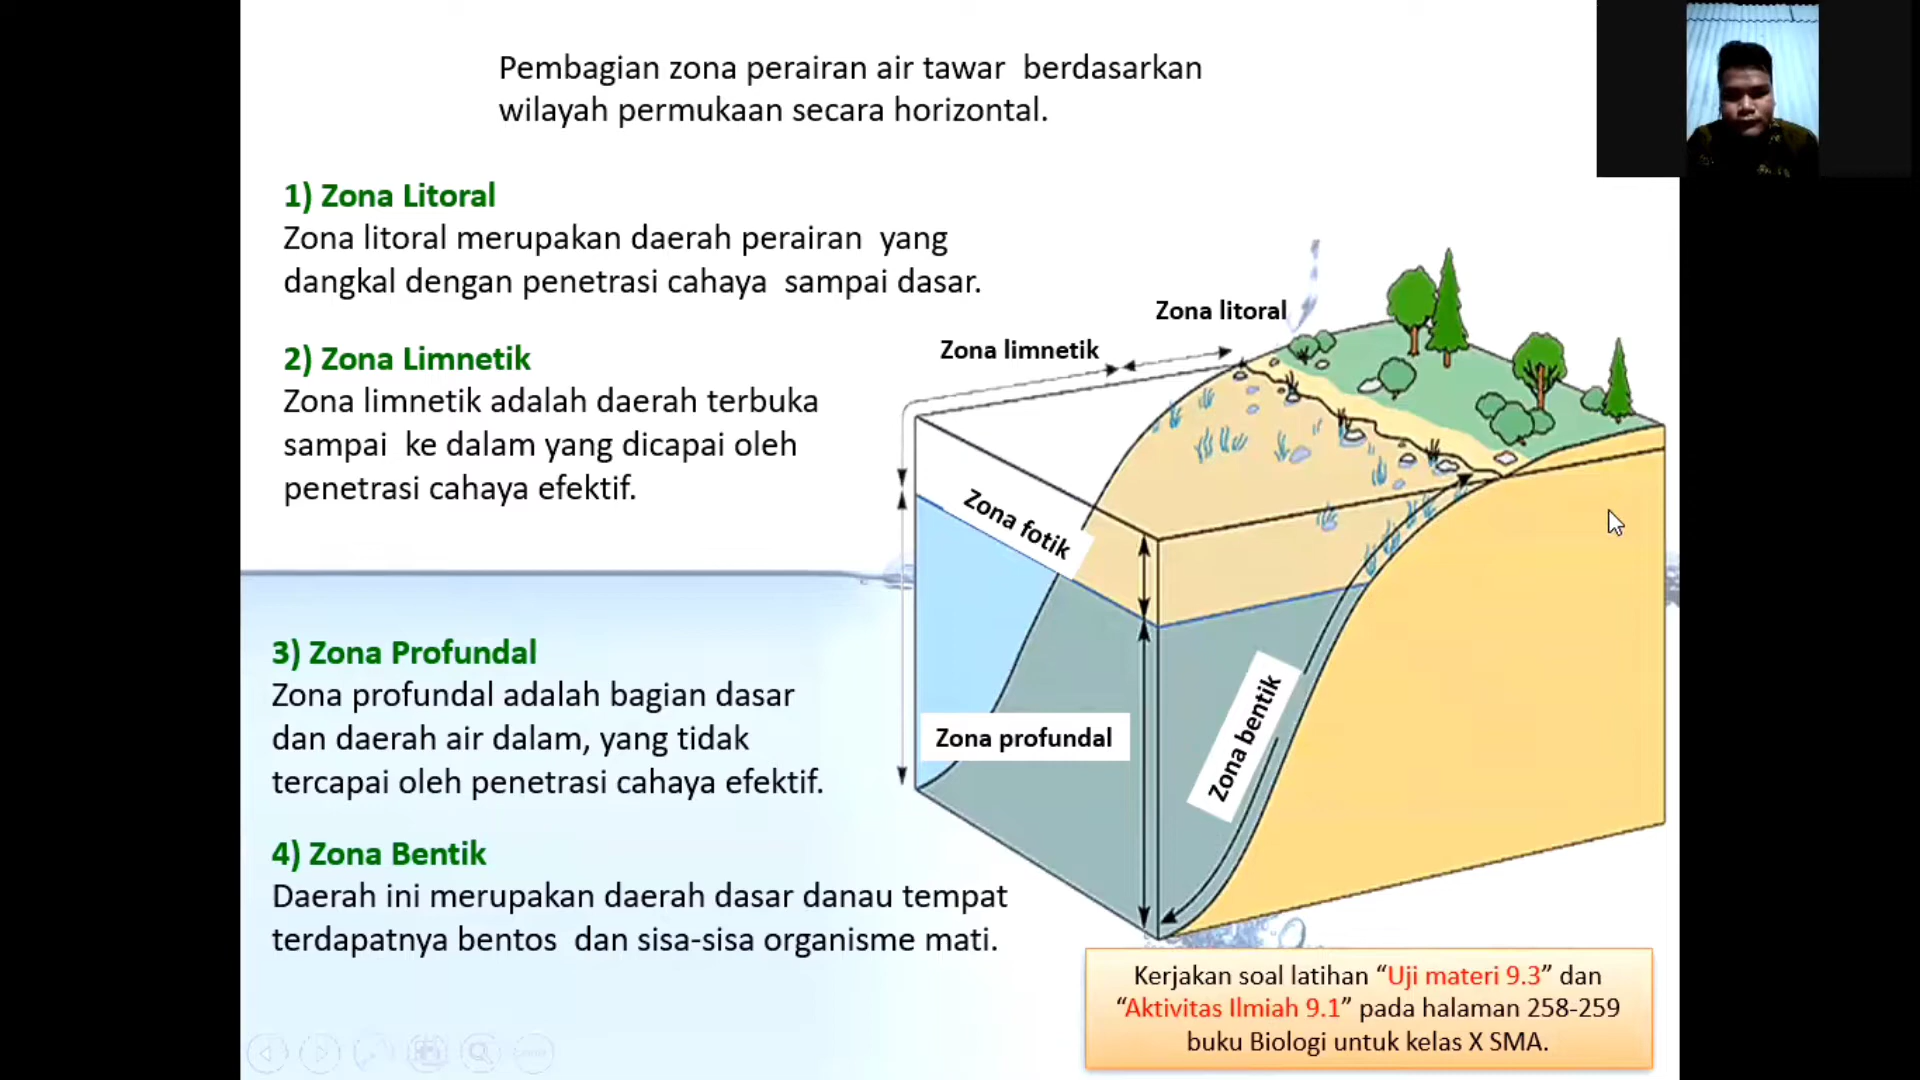 Pembagian zona perairan air tawar berdasarkan
wilayah permukaan secara horizontal.
1) Zona Litoral
Zona litoral merupakan daerah perairan yang
dangkal dengan penetrasi cahaya sampai dasar.
2) Zona Limnetik
Zona limnetik adalah daerah terbuka
sampai ke dalam yang dicapai oleh
penetrasi cahaya efektif.
3) Zona Profundal
Zona profundal adalah bagian dasar
dan daerah air dalam, yang tidak
tercapai oleh penetrasi cahaya efektif.
4) Zona Bentik
Daerah ini merupakan daerah dasar danau tempat
terdapatnya bentos dan sisa-sisa organisme mati.
Zona litoral
Zona limnetik
Zona fotik
Zona profundal
Zona bentik
Kerjakan soal latihan “Uji materi 9.3” dan
“Aktivitas Ilmiah 9.1” pada halaman 258-259
buku Biologi untuk kelas X SMA.